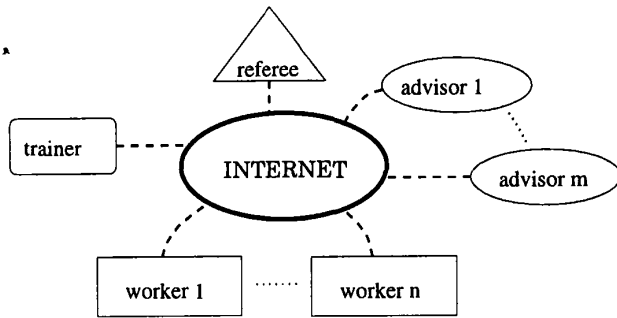 referee
advisor 1
trainer
INTERNET
advisor m
worker 1
worker n